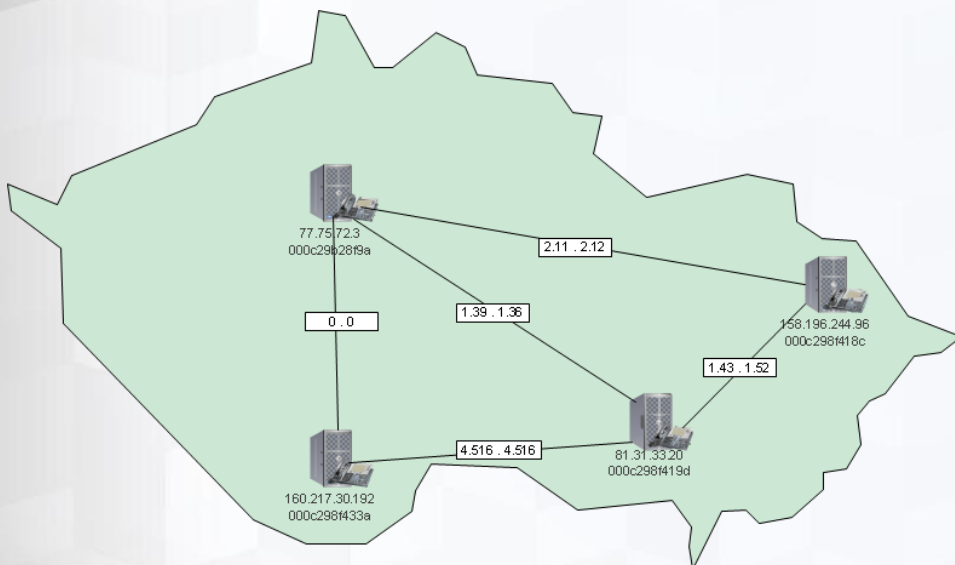 77.75.72.3
000c29b28f9a
2.11 . 2.12
158.196.244.96
000c298f418c
1.39 . 1.36
0 . 0
1.43 . 1.52
4.516 . 4.516
81.31.33.20
000c298f419d
160.217.30.192
000c298f433a